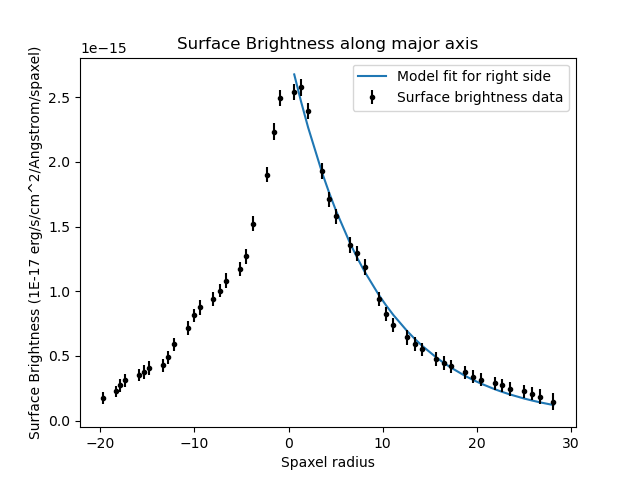 Surface Brightness along major axis
1e−15
Model fit for right side
Surface brightness data
Surface Brightness (1E-17 erg/s/cm^2/Angstrom/spaxel)
2.5
2.0
1.5
1.0
0.5
0.0
−20 −10 0 10 20 30
Spaxel radius